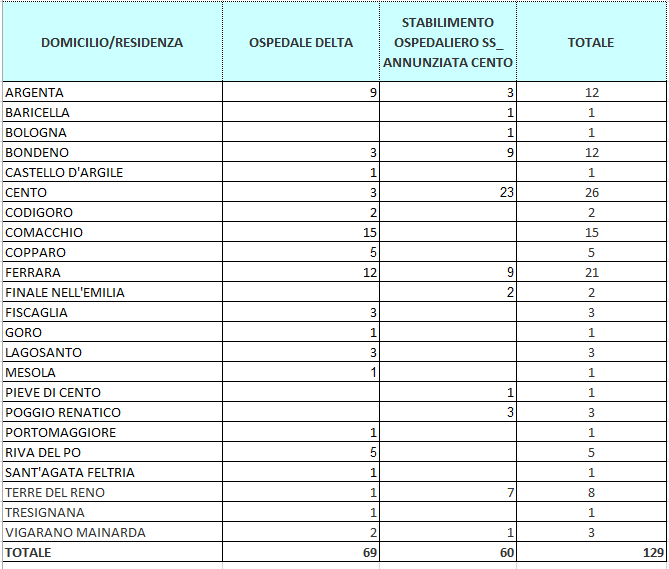 DOMICILIO/RESIDENZA OSPEDALE DELTA STABILIMENTO OSPEDALIERO SS_ ANNUNZIATA CENTO TOTALE
ARGENTA 9 3 12
BARICELLA 1 1
BOLOGNA 1 1
BONDENO 3 9 12
CASTELLO D'ARGILE 1 1
CENTO 3 23 26
CODIGORO 2 2
COMACCHIO 15 15
COPPARO 5 5
FERRARA 12 9 21
FINALE NELL'EMILIA 2 2
FISCAGLIA 3 3
GORO 1 1
LAGOSANTO 3 3
MESOLA 1 1
PIEVE DI CENTO 1 1
POGGIO RENATICO 3 3
PORTOMAGGIORE 1 1
RIVA DEL PO 5 5
SANT'AGATA FELTRIA 1 1
TERRE DEL RENO 1 7 8
TRESIGNANA 1 1
VIGARANO MAINARDA 2 1 3
TOTALE 69 60 129